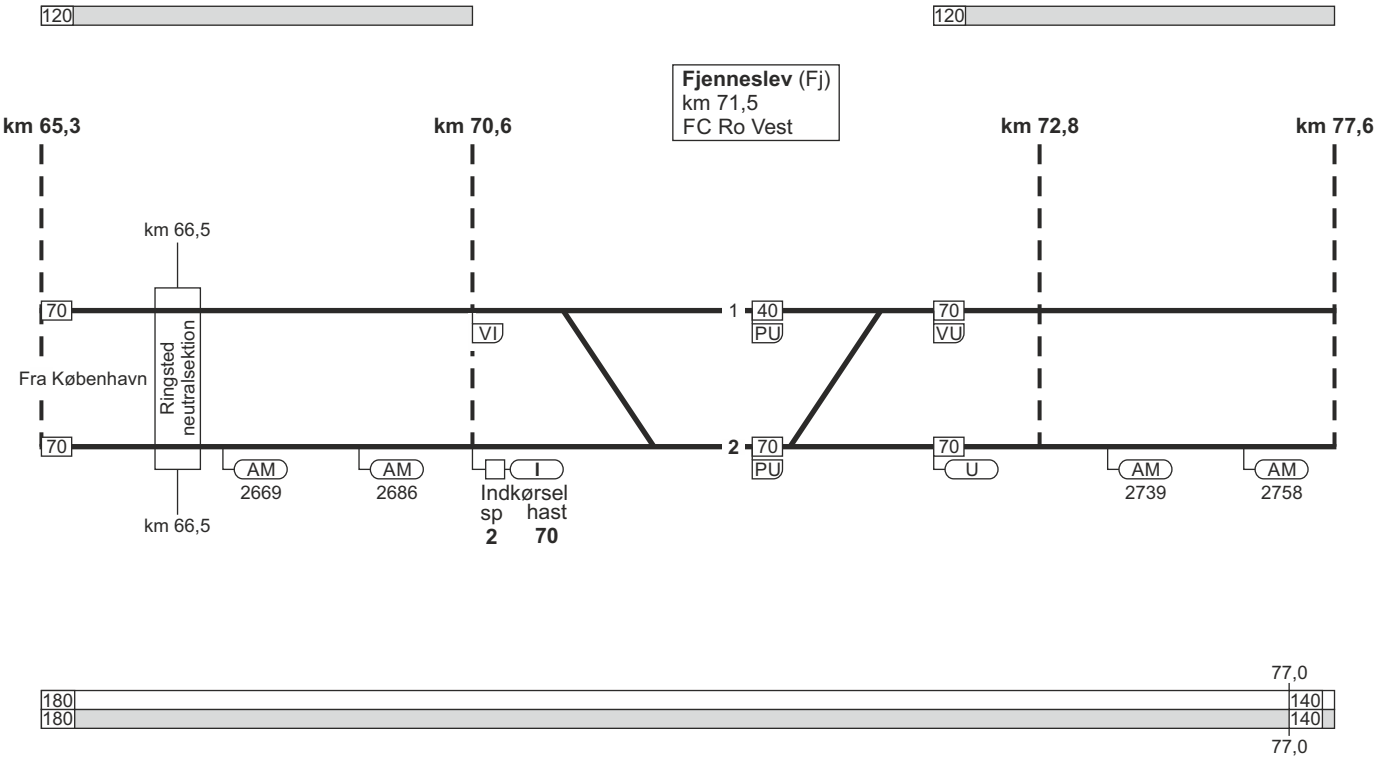 120
120
Fjenneslev (Fj)
km 71,5
FC Ro Vest
km 65,3
km 70,6
km 72,8
km 77,6
km 66,5
70
1
40
70
VI
PU
VU
Fra København
Ringsted
neutralsektion
70
2
70
70
AM
2669
AM
2686
I
PU
U
AM
2739
AM
2758
Indkørsel
sp hast
2 70
km 66,5
77,0
180
140
180
140
77,0